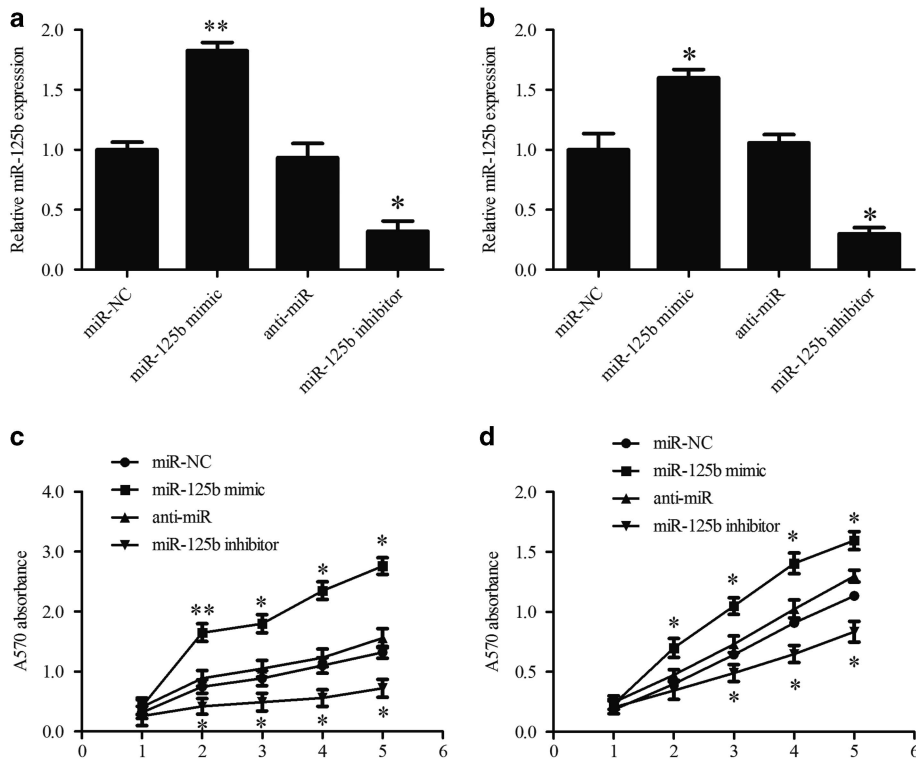 a
Relative miR-125b expression
2.0
1.5
1.0
0.5
0.0
**
*
miR-NC
miR-125b mimic
anti-miR
miR-125b inhibitor
b
Relative miR-125b expression
2.0
1.5
1.0
0.5
0.0
*
*
miR-NC
miR-125b mimic
anti-miR
miR-125b inhibitor
c
miR-NC
miR-125b mimic
anti-miR
miR-125b inhibitor
A570 absorbance
4.0
3.0
2.0
1.0
0.0
** * * *
* * * *
0 1 2 3 4 5 6
d
miR-NC
miR-125b mimic
anti-miR
miR-125b inhibitor
A570 absorbance
2.0
1.5
1.0
0.5
0.0
* * * *
* * *
0 1 2 3 4 5 6